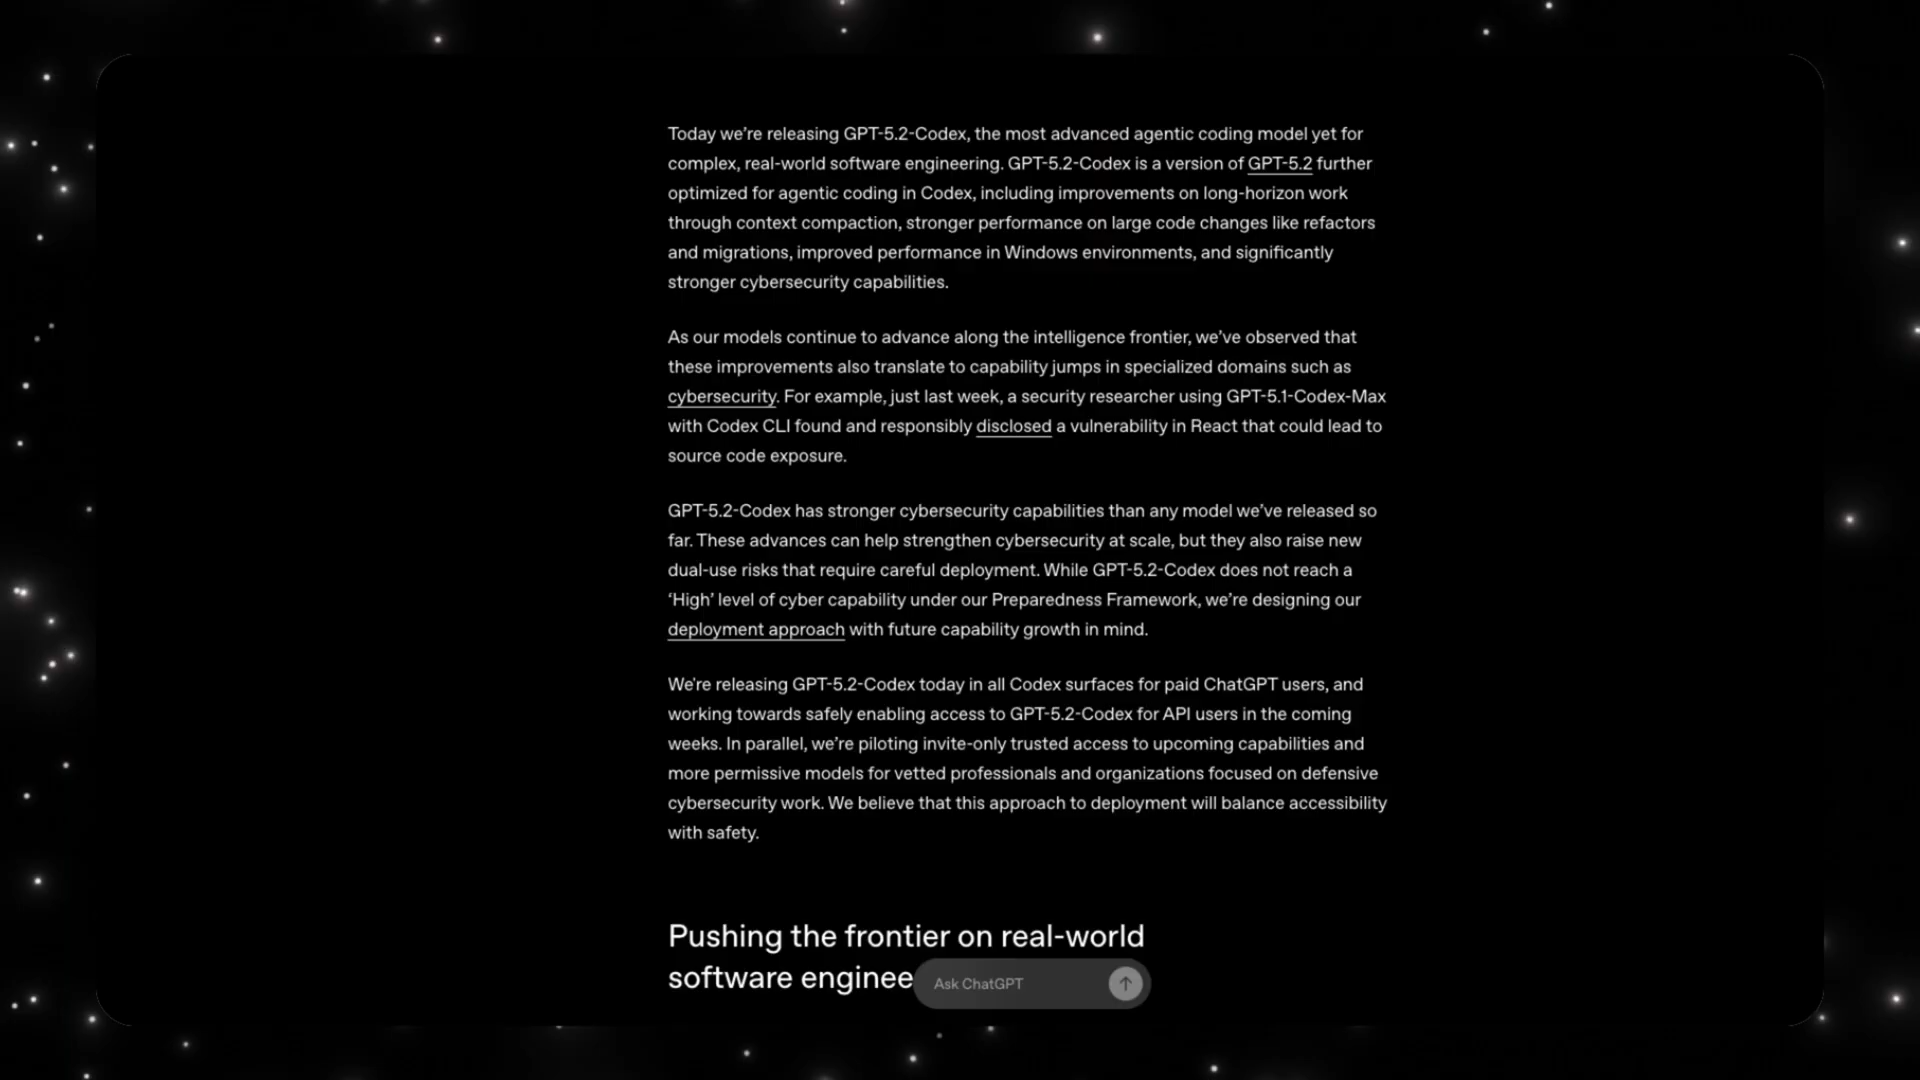 Today we’re releasing GPT-5.2-Codex, the most advanced agentic coding model yet for
complex, real-world software engineering. GPT-5.2-Codex is a version of GPT-5.2 further
optimized for agentic coding in Codex, including improvements on long-horizon work
through context compaction, stronger performance on large code changes like refactors
and migrations, improved performance in Windows environments, and significantly
stronger cybersecurity capabilities.
As our models continue to advance along the intelligence frontier, we’ve observed that
these improvements also translate to capability jumps in specialized domains such as
cybersecurity. For example, just last week, a security researcher using GPT-5.1-Codex-Max
with Codex CLI found and responsibly disclosed a vulnerability in React that could lead to
source code exposure.
GPT-5.2-Codex has stronger cybersecurity capabilities than any model we’ve released so
far. These advances can help strengthen cybersecurity at scale, but they also raise new
dual-use risks that require careful deployment. While GPT-5.2-Codex does not reach a
‘High’ level of cyber capability under our Preparedness Framework, we’re designing our
deployment approach with future capability growth in mind.
We're releasing GPT-5.2-Codex today in all Codex surfaces for paid ChatGPT users, and
working towards safely enabling access to GPT-5.2-Codex for API users in the coming
weeks. In parallel, we’re piloting invite-only trusted access to upcoming capabilities and
more permissive models for vetted professionals and organizations focused on defensive
cybersecurity work. We believe that this approach to deployment will balance accessibility
with safety.
Pushing the frontier on real-world
software enginee
Ask ChatGPT